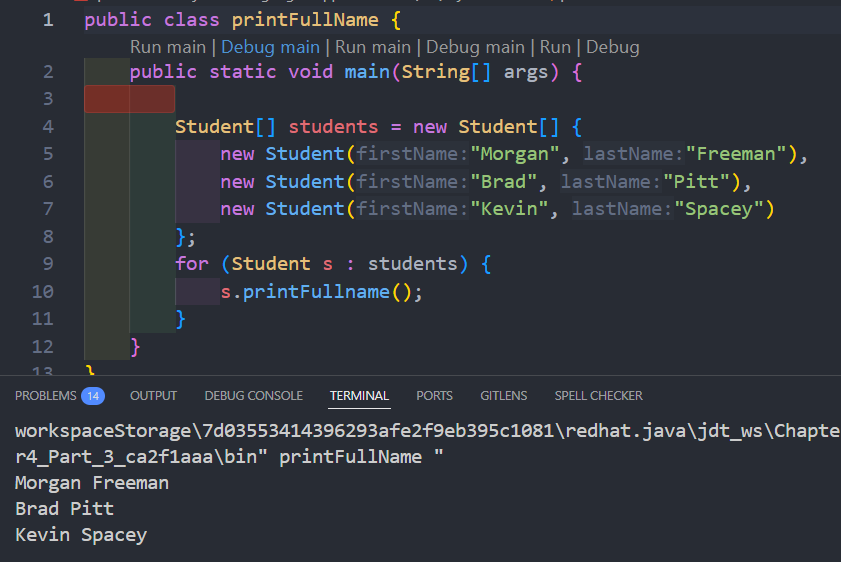 1 public class printFullName {
Run main | Debug main | Run main | Debug main | Run | Debug
2 public static void main(String[] args) {
3
4 Student[] students = new Student[] {
5 new Student(firstName:"Morgan", lastName:"Freeman"),
6 new Student(firstName:"Brad", lastName:"Pitt"),
7 new Student(firstName:"Kevin", lastName:"Spacey")
8 };
9 for (Student s : students) {
10 s.printFullname();
11 }
12 }
13 }
PROBLEMS 14 OUTPUT DEBUG CONSOLE TERMINAL PORTS GITLENS SPELL CHECKER
workspaceStorage\7d03553414396293afe2f9eb395c1081\redhat.java\jdt_ws\Chapte
r4_Part_3_ca2f1aaa\bin" printFullName "
Morgan Freeman
Brad Pitt
Kevin Spacey